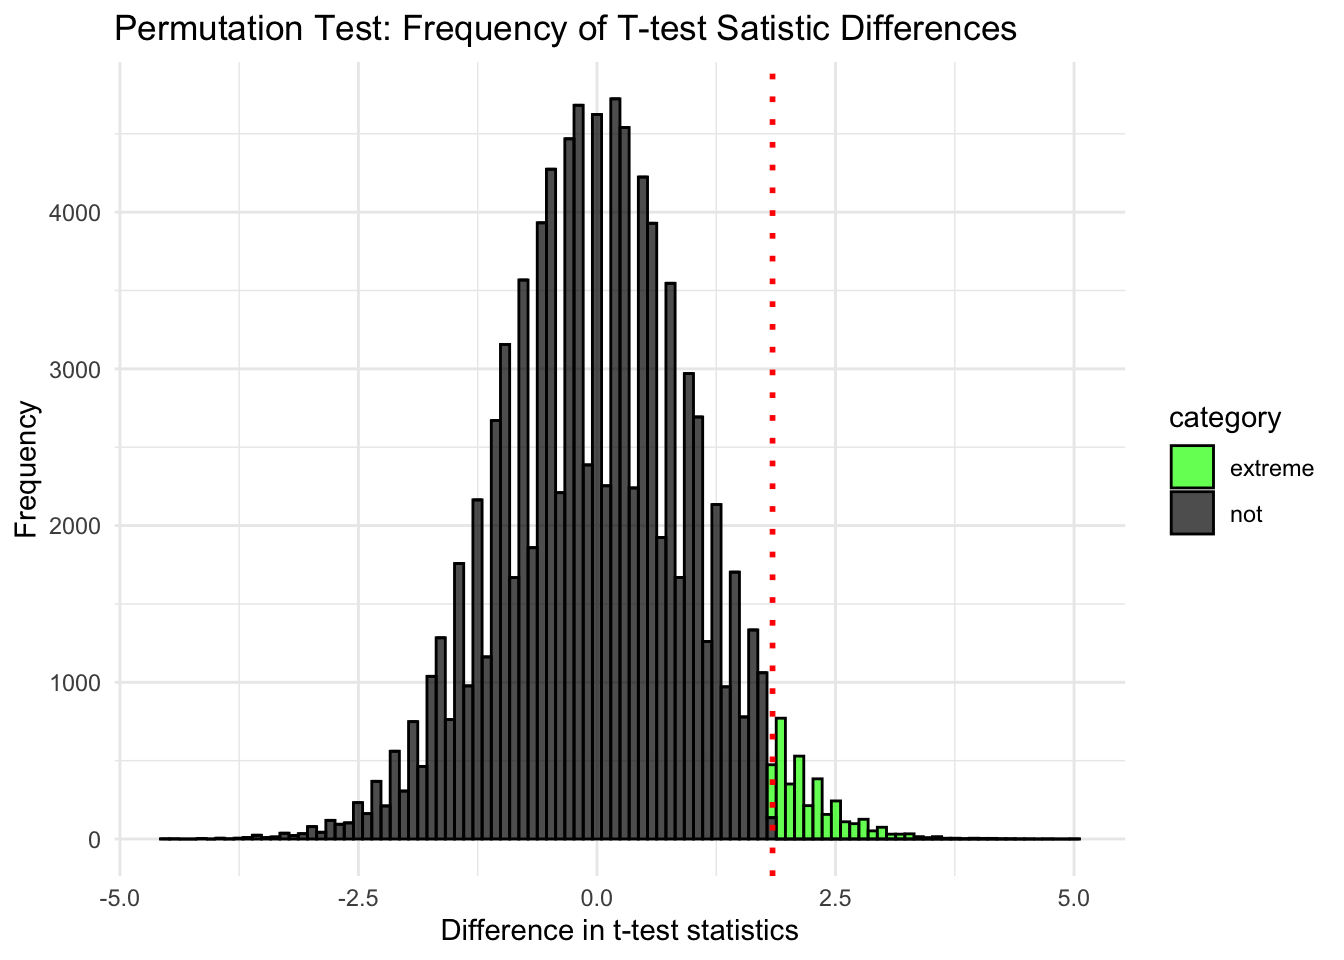 Permutation Test: Frequency of T-test Satistic Differences
Frequency
4000
3000
2000
1000
0
-5.0
-2.5
0.0
2.5
5.0
Difference in t-test statistics
category
extreme
not